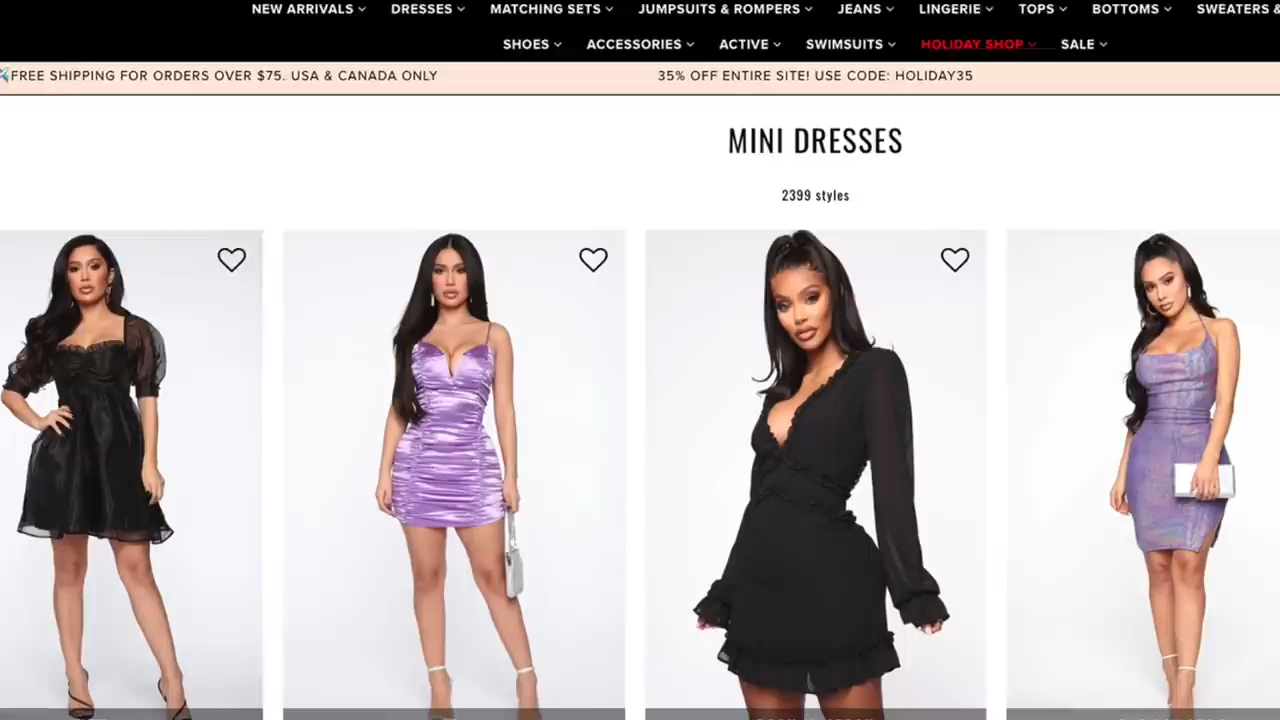 NEW ARRIVALS DRESSES MATCHING SETS JUMPSUITS & ROMPERS JEANS LINGERIE TOPS BOTTOMS SWEATERS &
SHOES ACCESSORIES ACTIVE SWIMSUITS HOLIDAY SHOP SALE
FREE SHIPPING FOR ORDERS OVER $75. USA & CANADA ONLY 35% OFF ENTIRE SITE! USE CODE: HOLIDAY35
MINI DRESSES
2399 styles